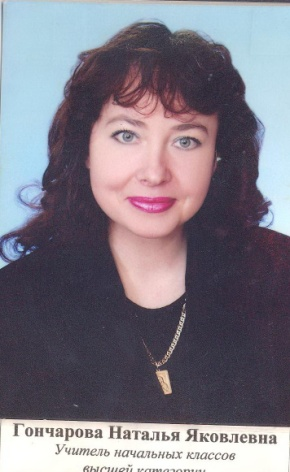 Гончарова Наталья Яковлевна
Учитель начальных классов
высшей категории